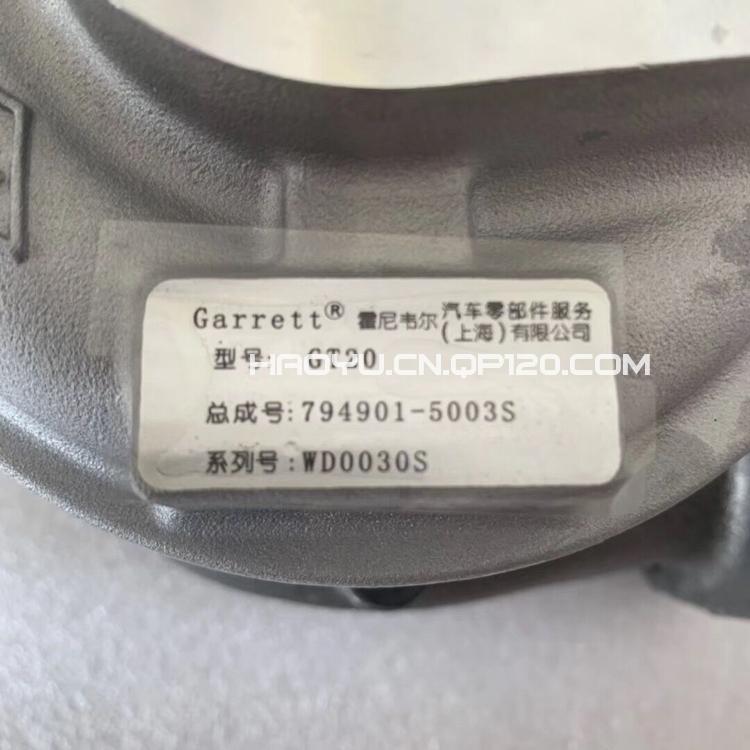 Garrett® 霍尼韦尔 汽车零部件服务
(上海)有限公司
型号: GT20
HAOYU.CN.QP120.COM
总成号:794901-5003S
系列号:WD0030S